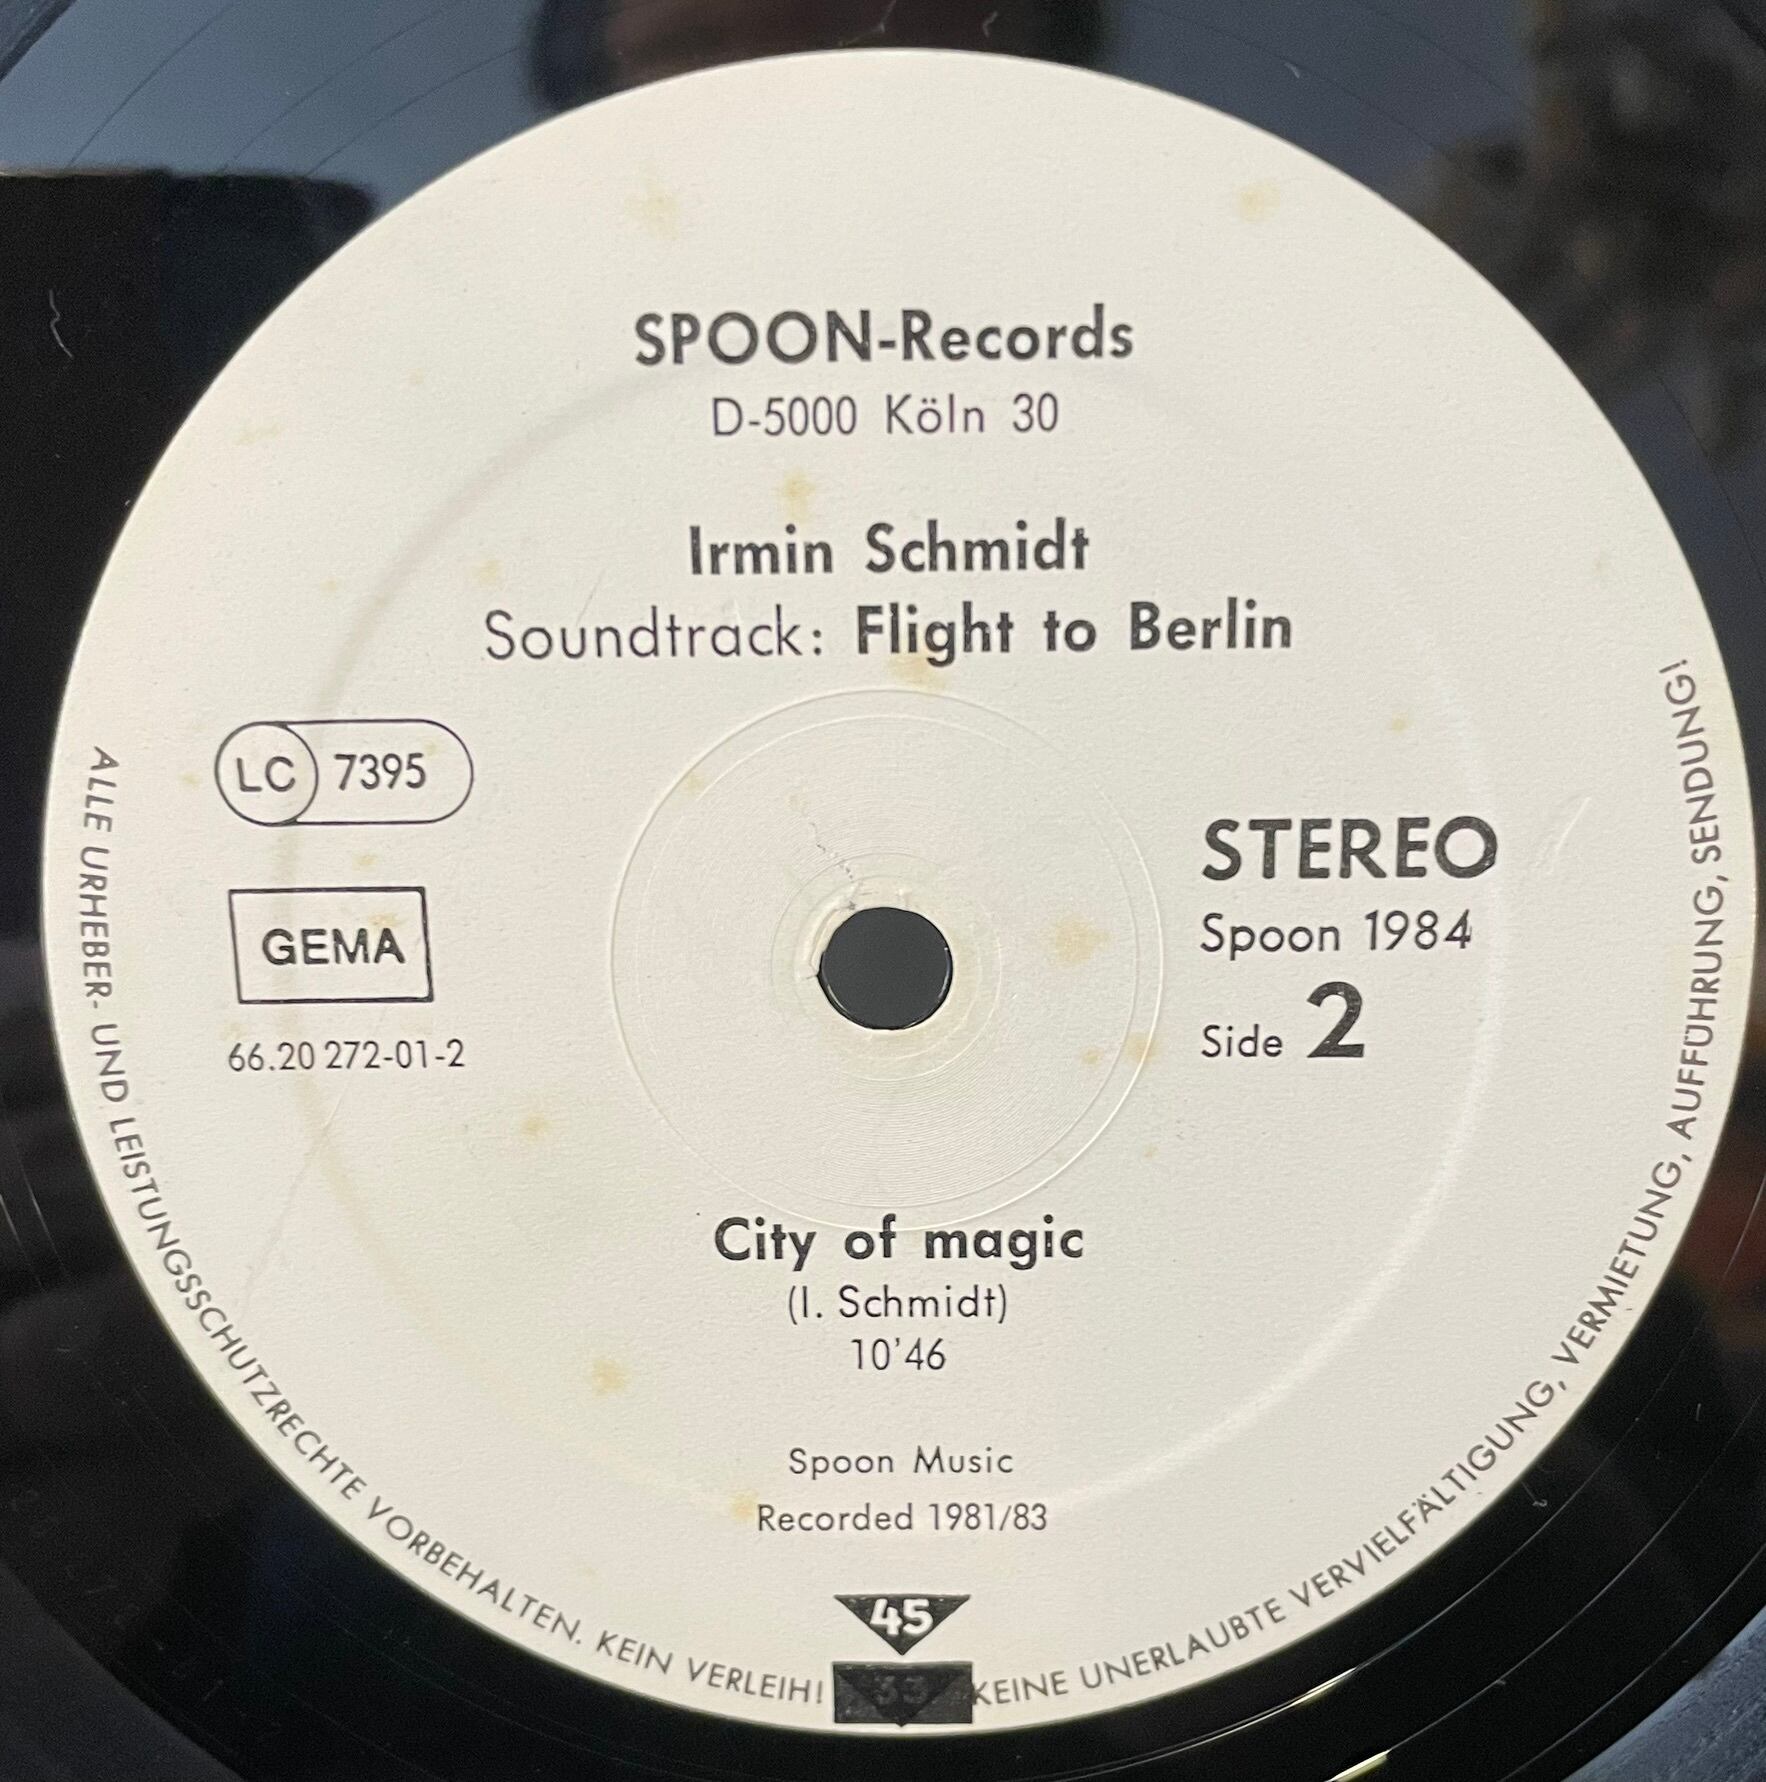 SPOON-Records
D-5000 Köln 30
Irmin Schmidt
Soundtrack: Flight to Berlin
LC 7395
GEMA
66.20 272-01-2
STEREO
Spoon 1984
Side 2
City of magic
(I. Schmidt)
10'46
Spoon Music
Recorded 1981/83
45
33
ALLE URHEBER- UND LEISTUNGSSCHUTZRECHTE VORBEHALTEN. KEIN VERLEIH! KEINE UNERLAUBTE VERVIELFÄLTIGUNG, VERMIETUNG, AUFFÜHRUNG, SENDUNG!